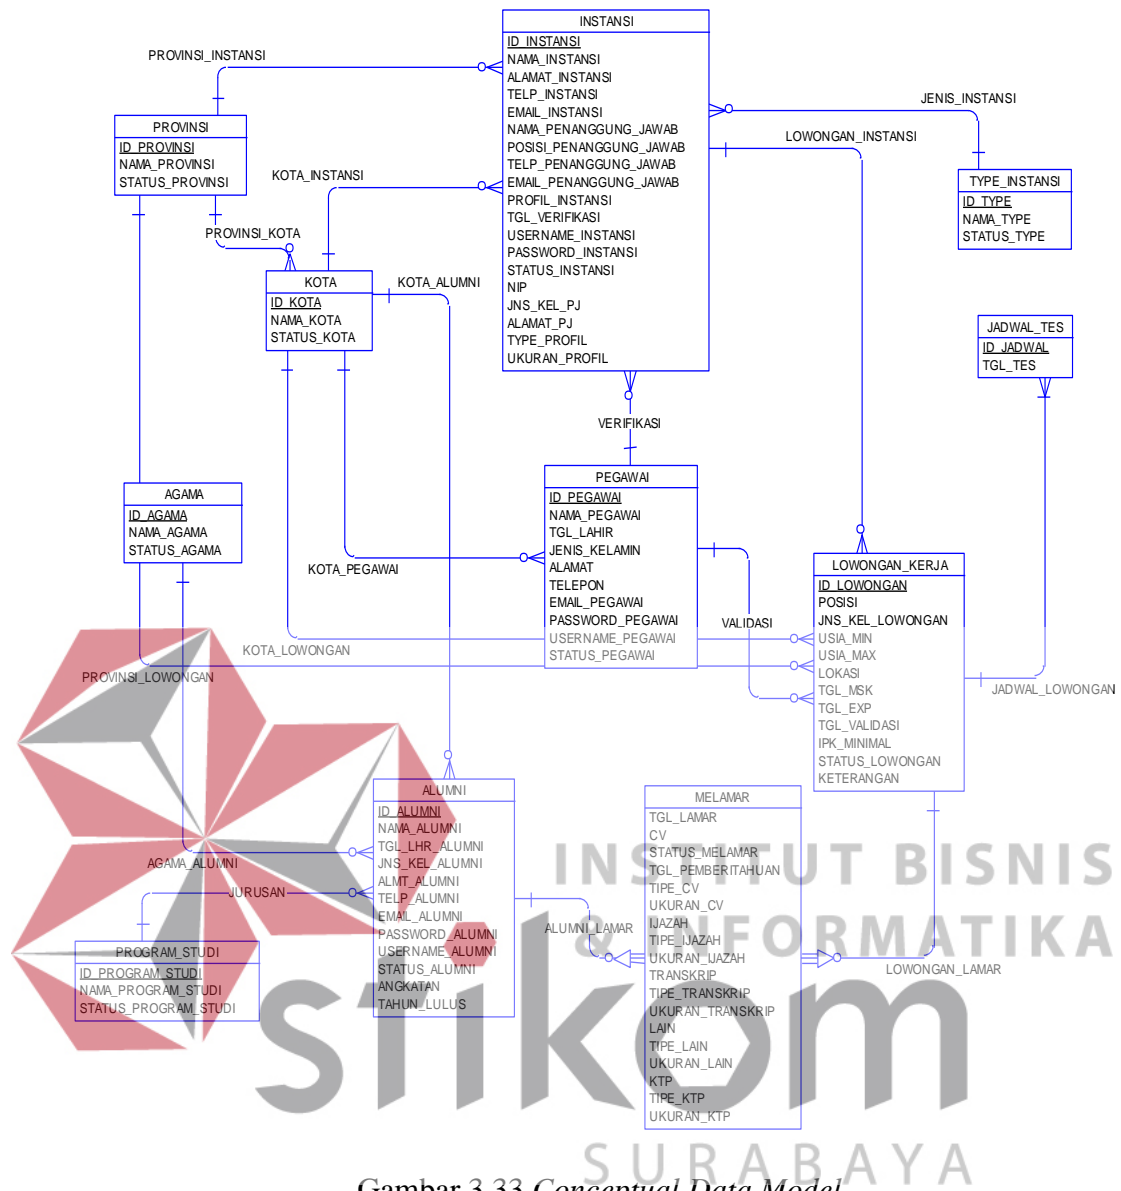 INSTANSI
ID_INSTANSI
NAMA_INSTANSI
ALAMAT_INSTANSI
TELP_INSTANSI
EMAIL_INSTANSI
NAMA_PENANGGUNG_JAWAB
POSISI_PENANGGUNG_JAWAB
TELP_PENANGGUNG_JAWAB
EMAIL_PENANGGUNG_JAWAB
PROFIL_INSTANSI
TGL_VERIFIKASI
USERNAME_INSTANSI
PASSWORD_INSTANSI
STATUS_INSTANSI
NIP
JNS_KEL_PJ
ALAMAT_PJ
TYPE_PROFIL
UKURAN_PROFIL
PROVINSI_INSTANSI
JENIS_INSTANSI
LOWONGAN_INSTANSI
PROVINSI
ID_PROVINSI
NAMA_PROVINSI
STATUS_PROVINSI
KOTA_INSTANSI
TYPE_INSTANSI
ID_TYPE
NAMA_TYPE
STATUS_TYPE
PROVINSI_KOTA
KOTA
ID_KOTA
NAMA_KOTA
STATUS_KOTA
KOTA_ALUMNI
JADWAL_TES
ID_JADWAL
TGL_TES
VERIFIKASI
PEGAWAI
ID_PEGAWAI
NAMA_PEGAWAI
TGL_LAHIR
JENIS_KELAMIN
ALAMAT
TELEPON
EMAIL_PEGAWAI
PASSWORD_PEGAWAI
USERNAME_PEGAWAI
STATUS_PEGAWAI
AGAMA
ID_AGAMA
NAMA_AGAMA
STATUS_AGAMA
KOTA_PEGAWAI
LOWONGAN_KERJA
ID_LOWONGAN
POSISI
JNS_KEL_LOWONGAN
USIA_MIN
USIA_MAX
LOKASI
TGL_MSK
TGL_EXP
TGL_VALIDASI
IPK_MINIMAL
STATUS_LOWONGAN
KETERANGAN
VALIDASI
KOTA_LOWONGAN
PROVINSI_LOWONGAN
JADWAL_LOWONGAN
ALUMNI
ID_ALUMNI
NAMA_ALUMNI
TGL_LHR_ALUMNI
JNS_KEL_ALUMNI
ALMT_ALUMNI
TELP_ALUMNI
EMAIL_ALUMNI
PASSWORD_ALUMNI
USERNAME_ALUMNI
STATUS_ALUMNI
ANGKATAN
TAHUN_LULUS
MELAMAR
TGL_LAMAR
CV
STATUS_MELAMAR
TGL_PEMBERITAHUAN
TIPE_CV
UKURAN_CV
IJAZAH
TIPE_IJAZAH
UKURAN_IJAZAH
TRANSKRIP
TIPE_TRANSKRIP
UKURAN_TRANSKRIP
LAIN
TIPE_LAIN
UKURAN_LAIN
KTP
TIPE_KTP
UKURAN_KTP
AGAMA_ALUMNI
JURUSAN
ALUMNI_LAMAR
LOWONGAN_LAMAR
PROGRAM_STUDI
ID_PROGRAM_STUDI
NAMA_PROGRAM_STUDI
STATUS_PROGRAM_STUDI
INSTITUT BISNIS
& INFORMATIKA
stikom
SURABAYA
Gambar 3.33 Conceptual Data Model